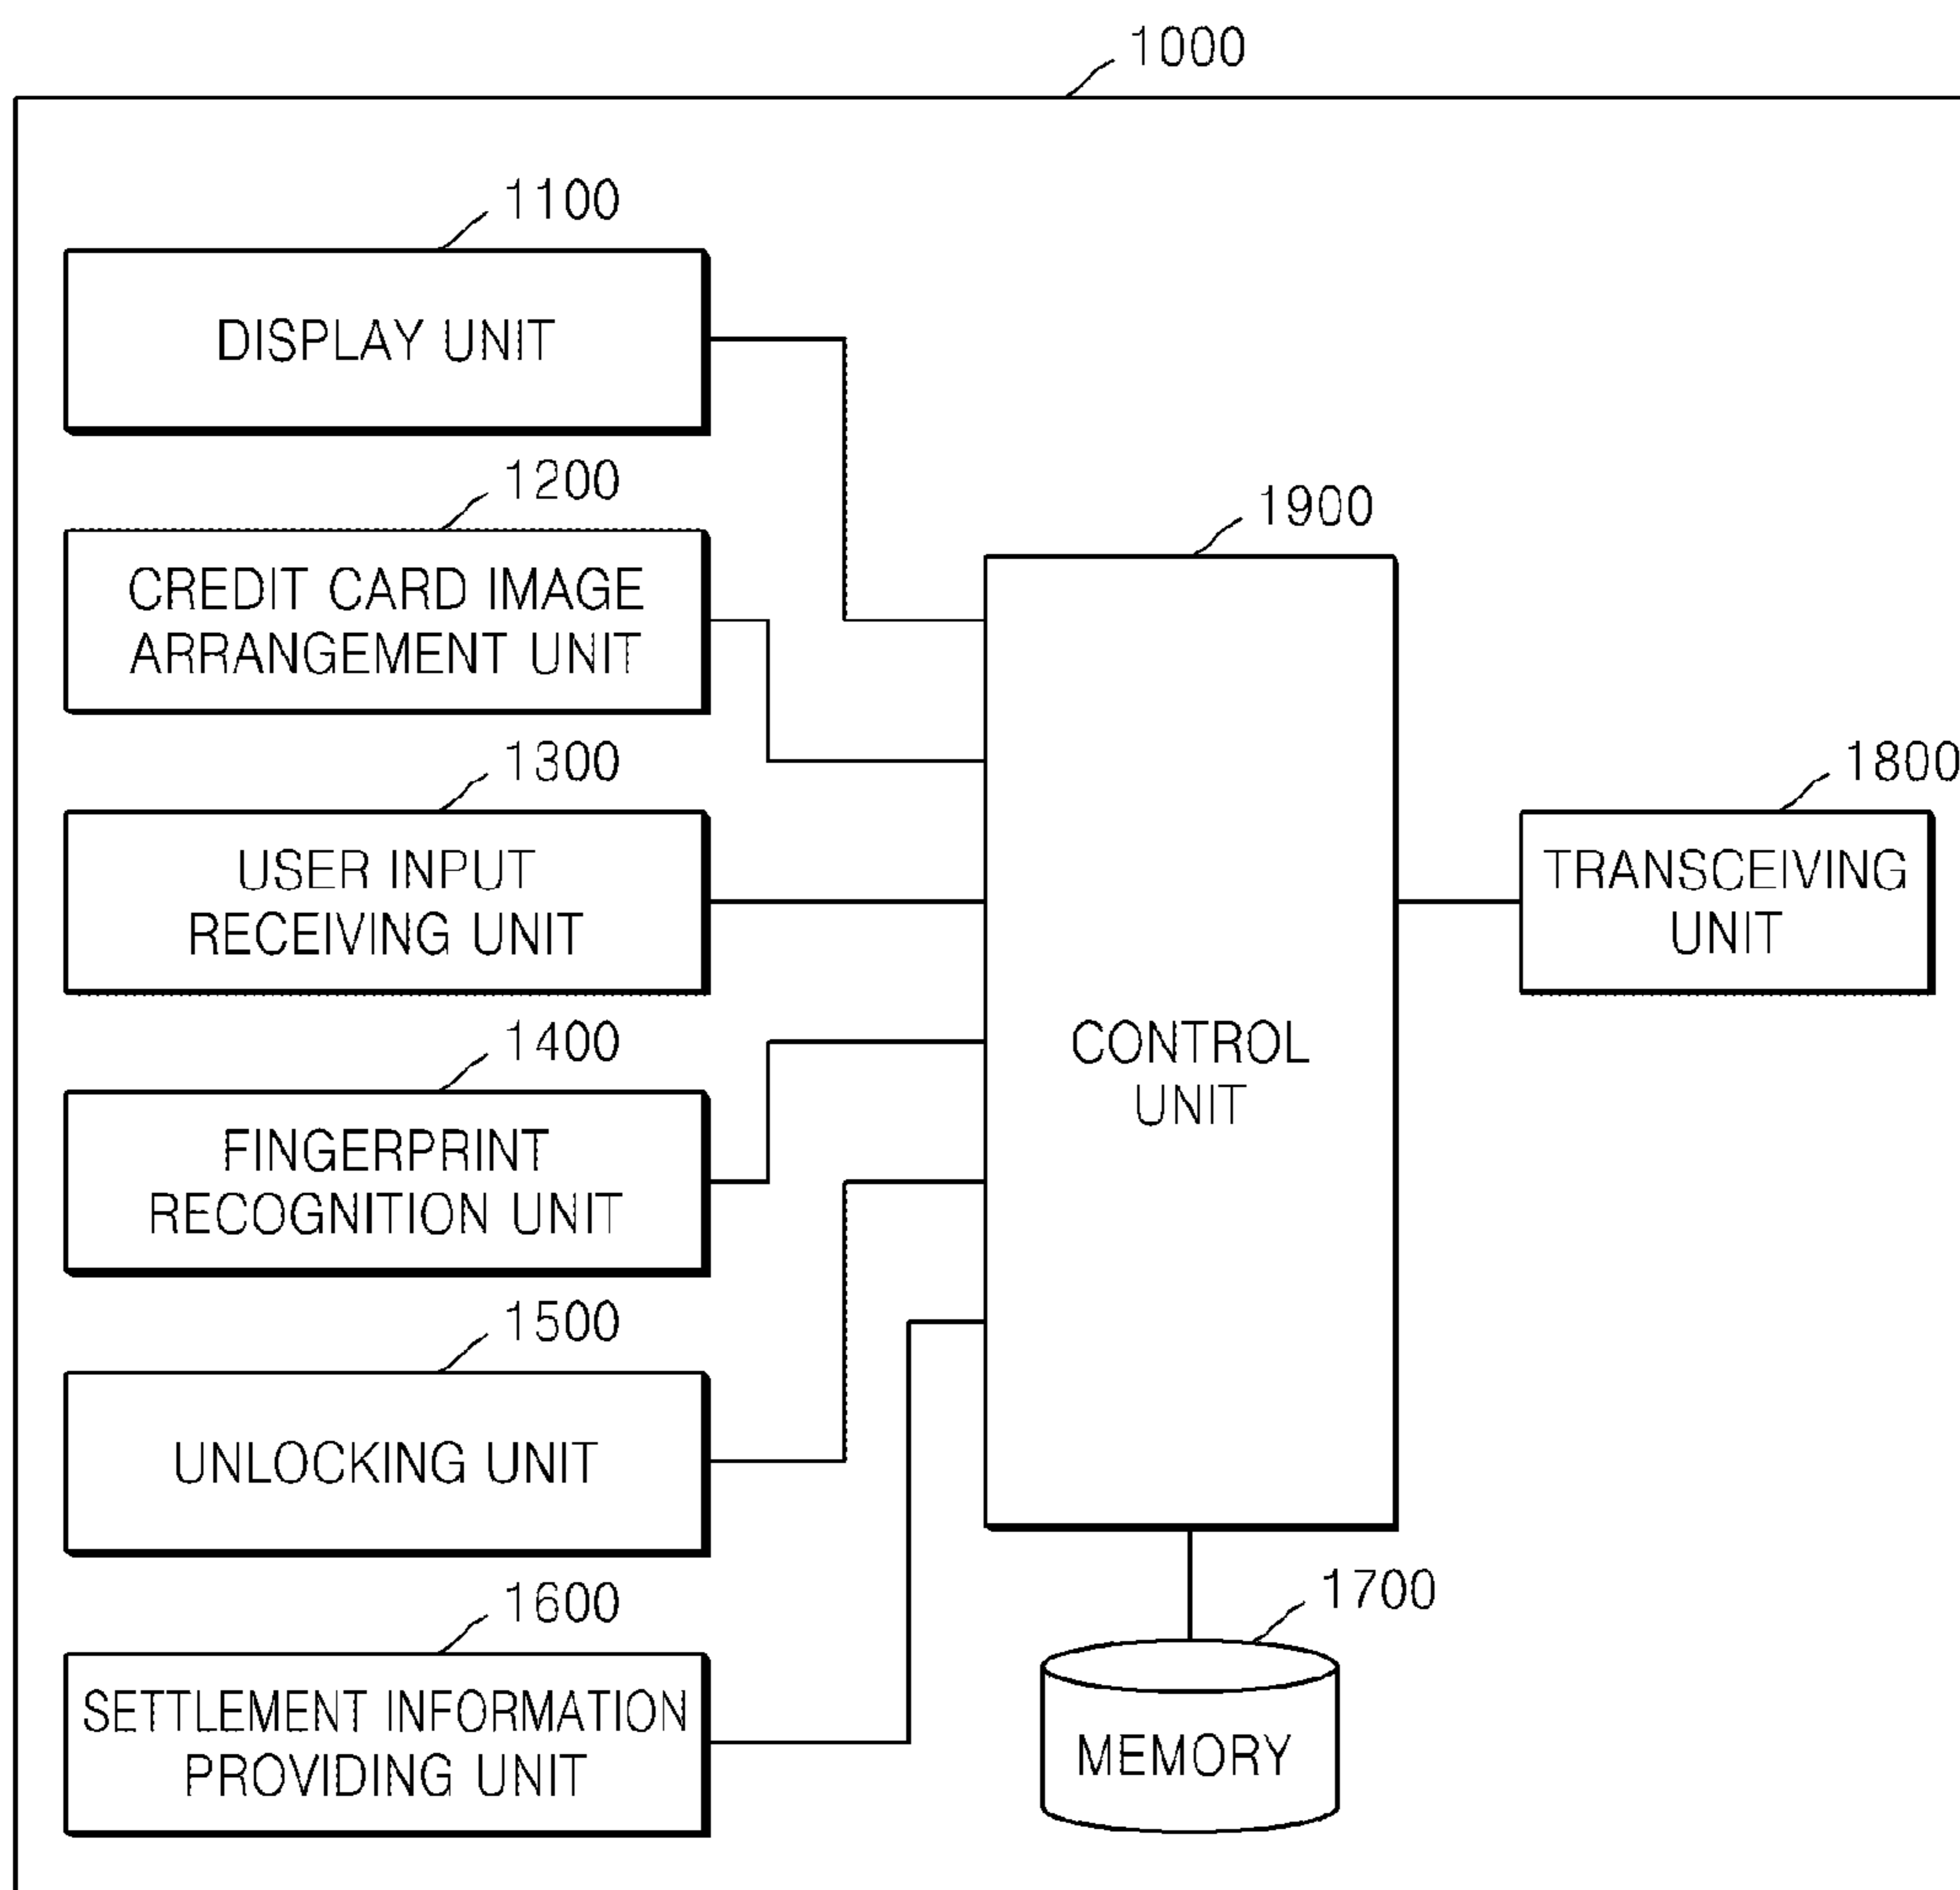 1000
1100
DISPLAY UNIT
1200
CREDIT CARD IMAGE
ARRANGEMENT UNIT
1300
USER INPUT
RECEIVING UNIT
1400
FINGERPRINT
RECOGNITION UNIT
1500
UNLOCKING UNIT
1600
SETTLEMENT INFORMATION
PROVIDING UNIT
1900
CONTROL
UNIT
1700
MEMORY
1800
TRANSCEIVING
UNIT